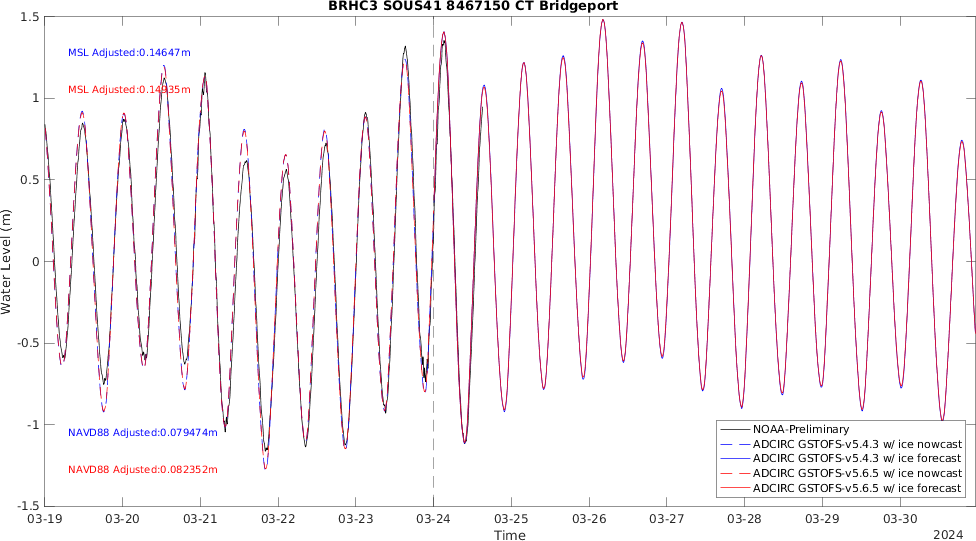 BRHC3 SOUS41 8467150 CT Bridgeport
1.5
1
0.5
0
-0.5
-1
-1.5
Water Level (m)
MSL Adjusted:0.14647m
MSL Adjusted:0.14935m
NAVD88 Adjusted:0.079474m
NAVD88 Adjusted:0.082352m
NOAA-Preliminary
ADCIRC GSTOFS-v5.4.3 w/ ice nowcast
ADCIRC GSTOFS-v5.4.3 w/ ice forecast
ADCIRC GSTOFS-v5.6.5 w/ ice nowcast
ADCIRC GSTOFS-v5.6.5 w/ ice forecast
03-19 03-20 03-21 03-22 03-23 03-24 03-25 03-26 03-27 03-28 03-29 03-30
Time
2024